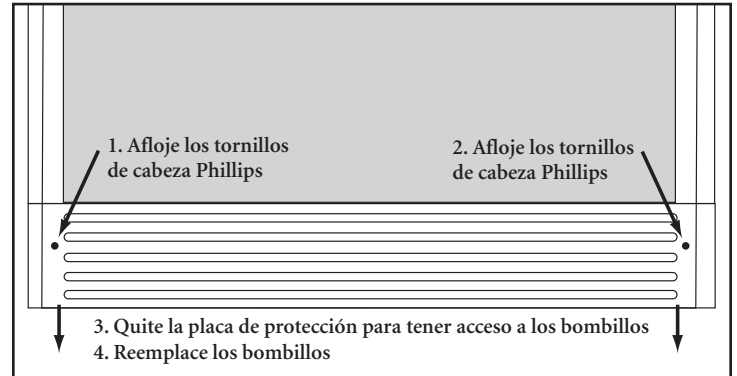 1. Afloje los tornillos
de cabeza Phillips
2. Afloje los tornillos
de cabeza Phillips
3. Quite la placa de protección para tener acceso a los bombillos
4. Reemplace los bombillos